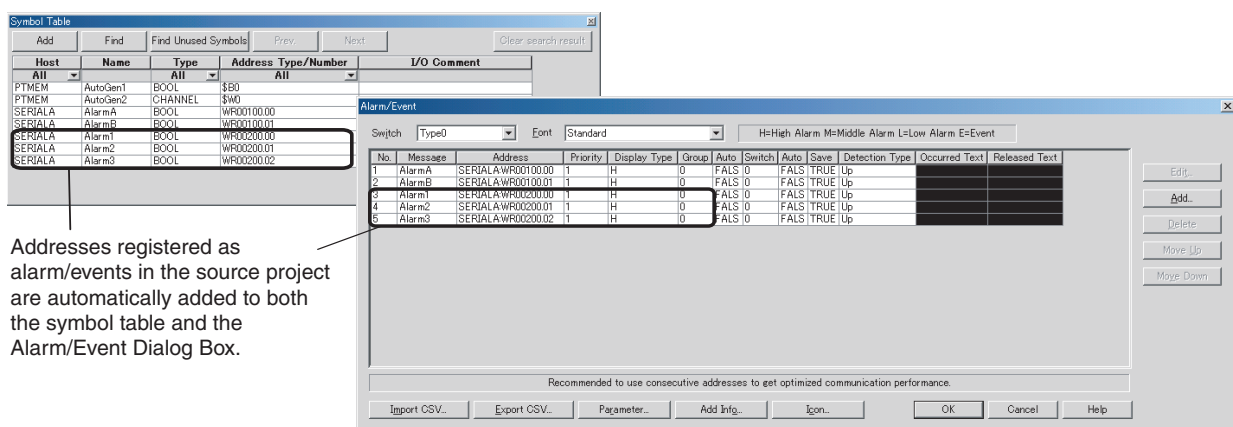 Symbol Table
Add Find Find Unused Symbols Prev. Next Clear search result
Host Name Type Address Type/Number I/O Comment
All All All
PTMEM AutoGen1 BOOL $B0
PTMEM AutoGen2 CHANNEL $W0
SERIALA AlarmA BOOL WR00100.00
SERIALA AlarmB BOOL WR00100.01
SERIALA Alarm1 BOOL WR00200.00
SERIALA Alarm2 BOOL WR00200.01
SERIALA Alarm3 BOOL WR00200.02
Addresses registered as
alarm/events in the source project
are automatically added to both
the symbol table and the
Alarm/Event Dialog Box.
Alarm/Event
Switch Type0 Font Standard H=High Alarm M=Middle Alarm L=Low Alarm E=Event
No. Message Address Priority Display Type Group Auto Switch Auto Save Detection Type Occurred Text Released Text
1 AlarmA SERIALA:WR00100.00 1 H 0 FALS 0 FALS TRUE Up
2 AlarmB SERIALA:WR00100.01 1 H 0 FALS 0 FALS TRUE Up
3 Alarm1 SERIALA:WR00200.00 1 H 0 FALS 0 FALS TRUE Up
4 Alarm2 SERIALA:WR00200.01 1 H 0 FALS 0 FALS TRUE Up
5 Alarm3 SERIALA:WR00200.02 1 H 0 FALS 0 FALS TRUE Up
Edit..
Add..
Delete
Move Up
Move Down
Recommended to use consecutive addresses to get optimized communication performance.
Import CSV... Export CSV... Parameter... Add Info... Icon... OK Cancel Help